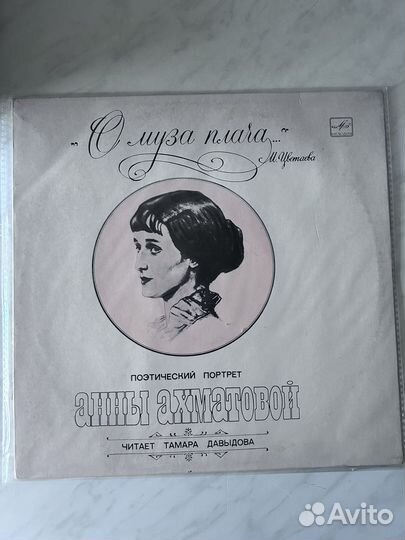 „О муза плача..."
М. Цветаева
ПОЭТИЧЕСКИЙ ПОРТРЕТ
АННЫ АХМАТОВОЙ
ЧИТАЕТ ТАМАРА ДАВЫДОВА
Avito